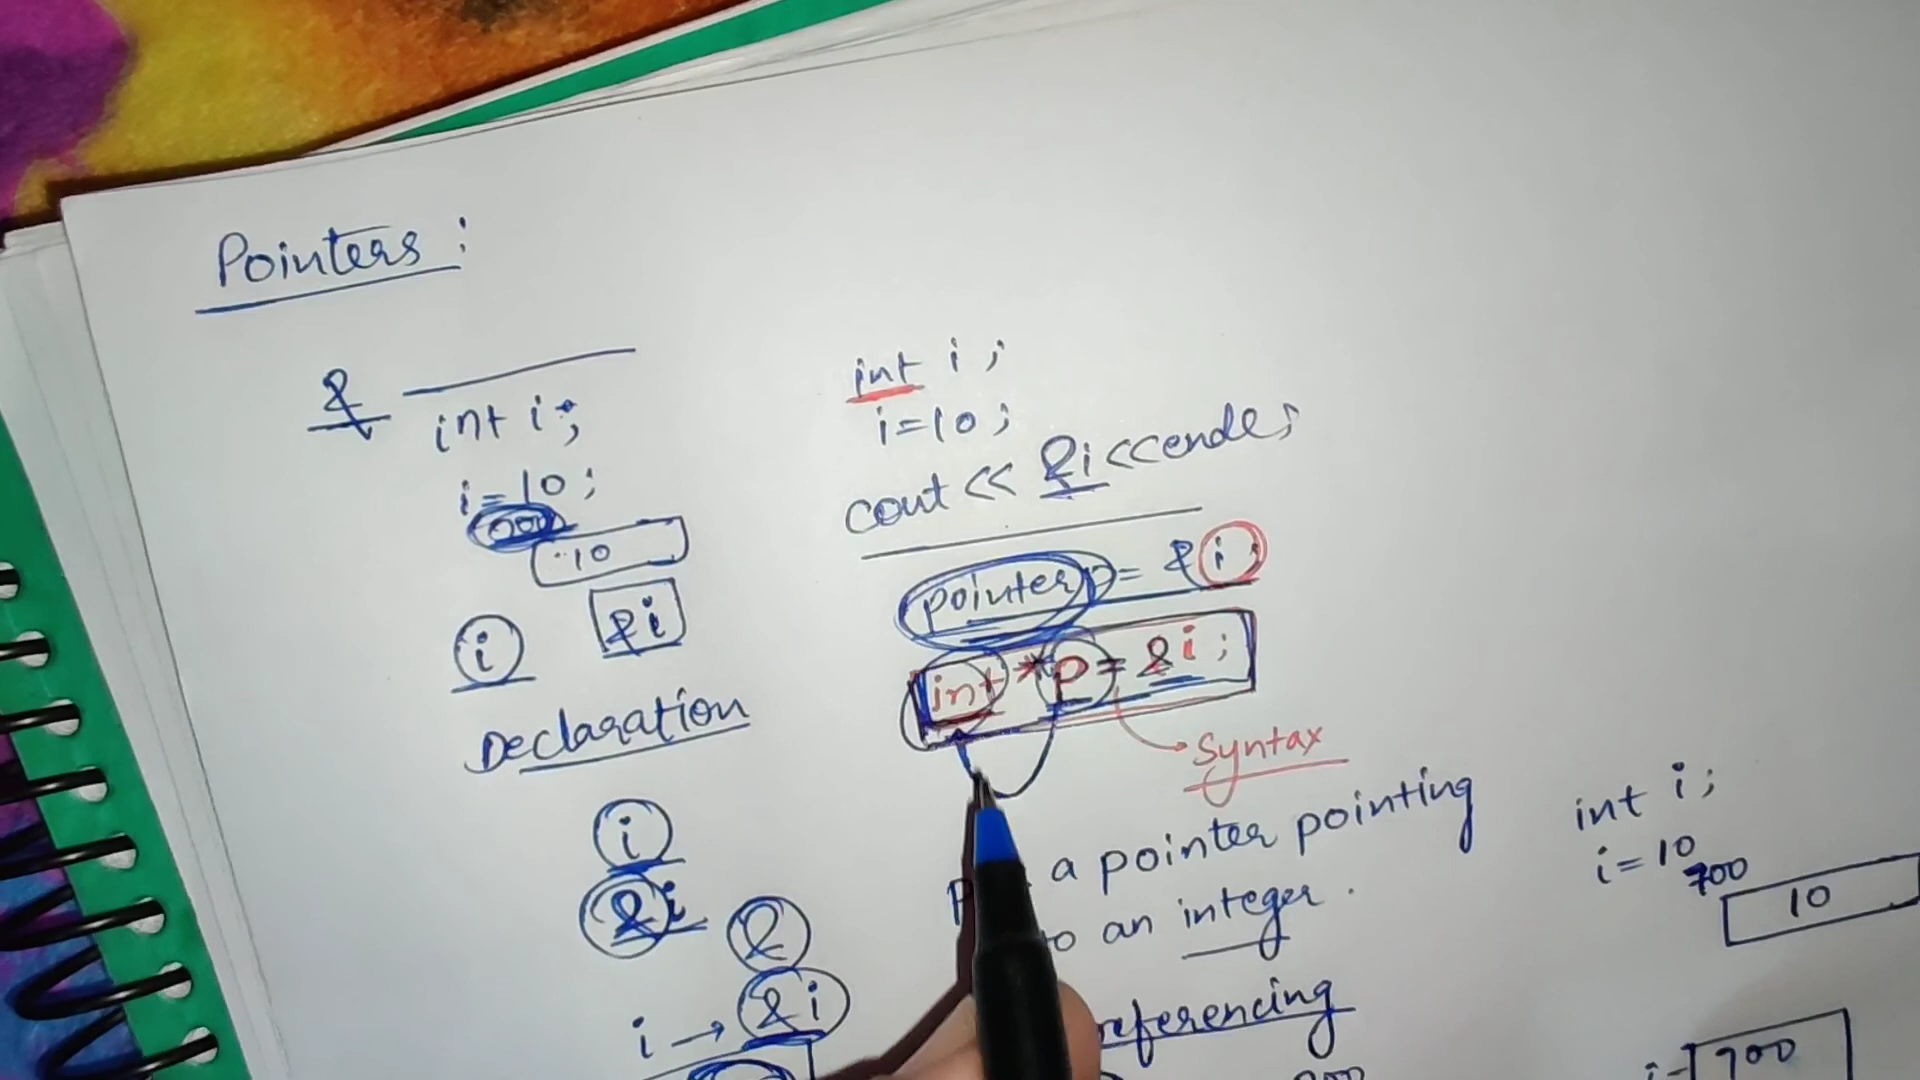 Pointers :
&
int i ;
i = 10 ;
10
i
&i
Declaration
i
&i
&
i → &i
int i ;
i = 10 ;
cout << &i << ende ;
pointer p = & i ;
int * p = & i ;
Syntax
a pointer pointing
an integer .
referencing
int i ;
i = 10
700
10
i - 700